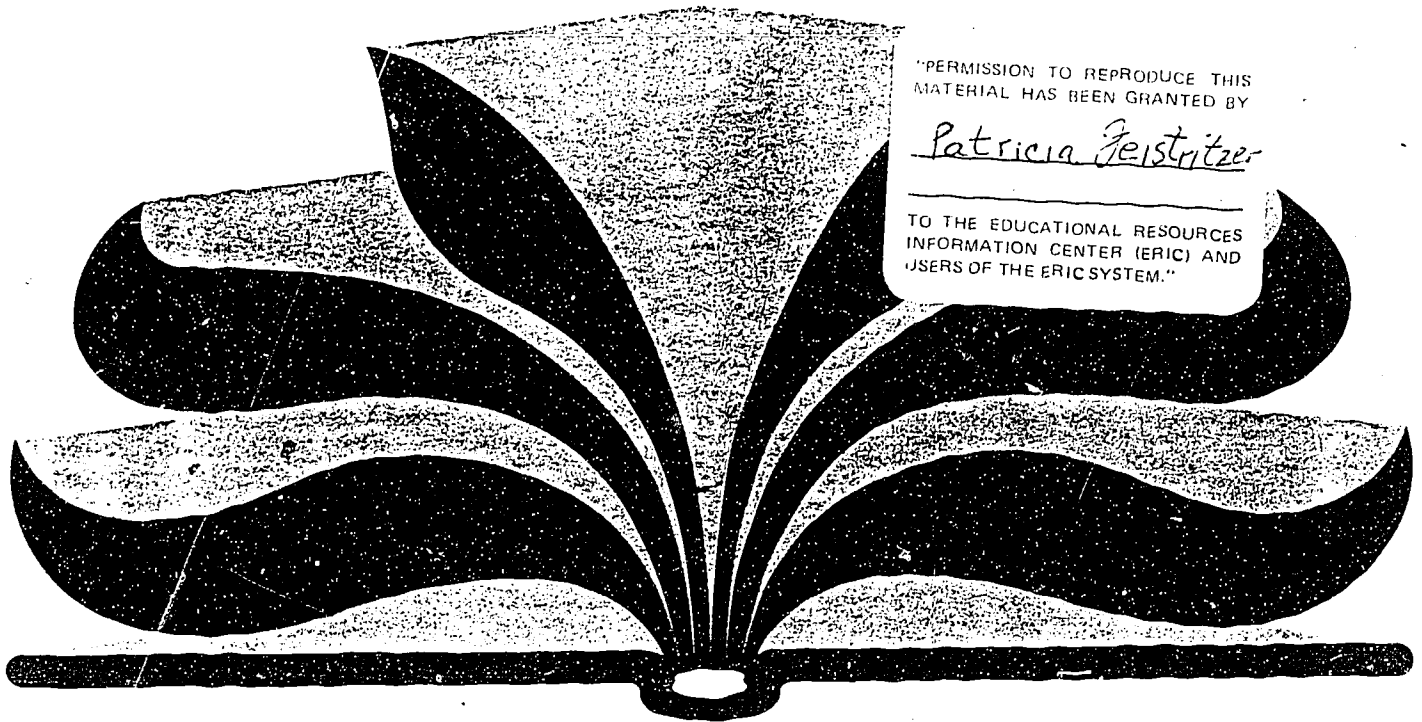 "PERMISSION TO REPRODUCE THIS
MATERIAL HAS BEEN GRANTED BY
Patricia Feistritzer
TO THE EDUCATIONAL RESOURCES
INFORMATION CENTER (ERIC) AND
USERS OF THE ERIC SYSTEM."